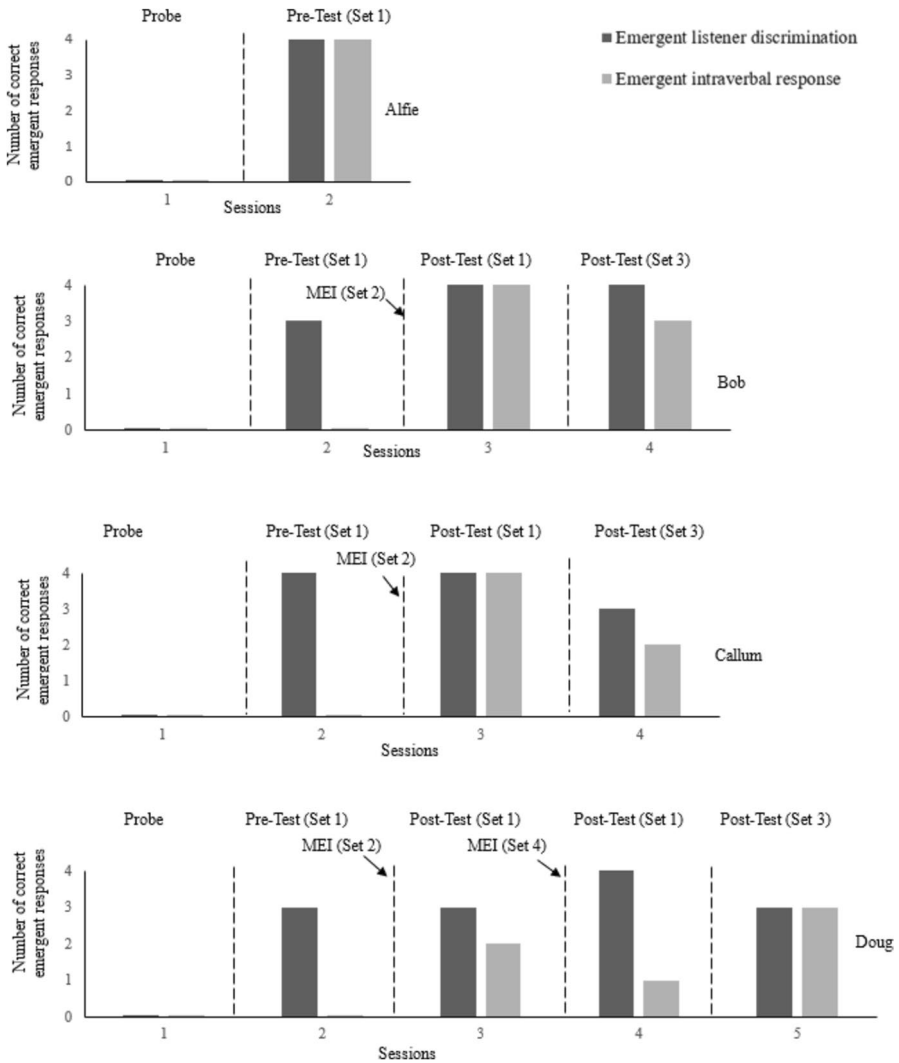 Probe Pre-Test (Set 1)
Emergent listener discrimination
Emergent intraverbal response
Number of correct
emergent responses
4
3
2
1
0
Alfie
1 2
Sessions
Probe Pre-Test (Set 1) Post-Test (Set 1) Post-Test (Set 3)
MEI (Set 2)
Number of correct
emergent responses
4
3
2
1
0
Bob
1 2 3 4
Sessions
Probe Pre-Test (Set 1) Post-Test (Set 1) Post-Test (Set 3)
MEI (Set 2)
Number of correct
emergent responses
4
3
2
1
0
Callum
1 2 3 4
Sessions
Probe Pre-Test (Set 1) Post-Test (Set 1) Post-Test (Set 1) Post-Test (Set 3)
MEI (Set 2) MEI (Set 4)
Number of correct
emergent responses
4
3
2
1
0
Doug
1 2 3 4 5
Sessions